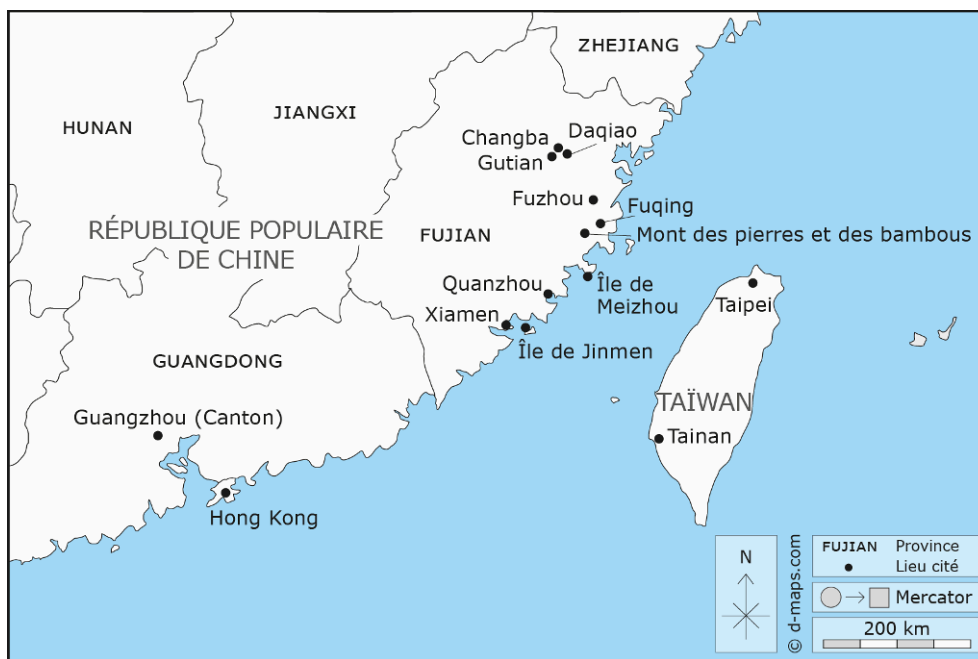 ZHEJIANG
HUNAN
JIANGXI
Changba
Daqiao
Gutian
Fuzhou
Fuqing
RÉPUBLIQUE POPULAIRE
DE CHINE
FUJIAN
Mont des pierres et des bambous
Quanzhou
Île de
Meizhou
Taipei
Xiamen
Île de Jinmen
GUANGDONG
TAÏWAN
Guangzhou (Canton)
Tainan
Hong Kong
N
© d-maps.com
FUJIAN Province
Lieu cité
Mercator
200 km